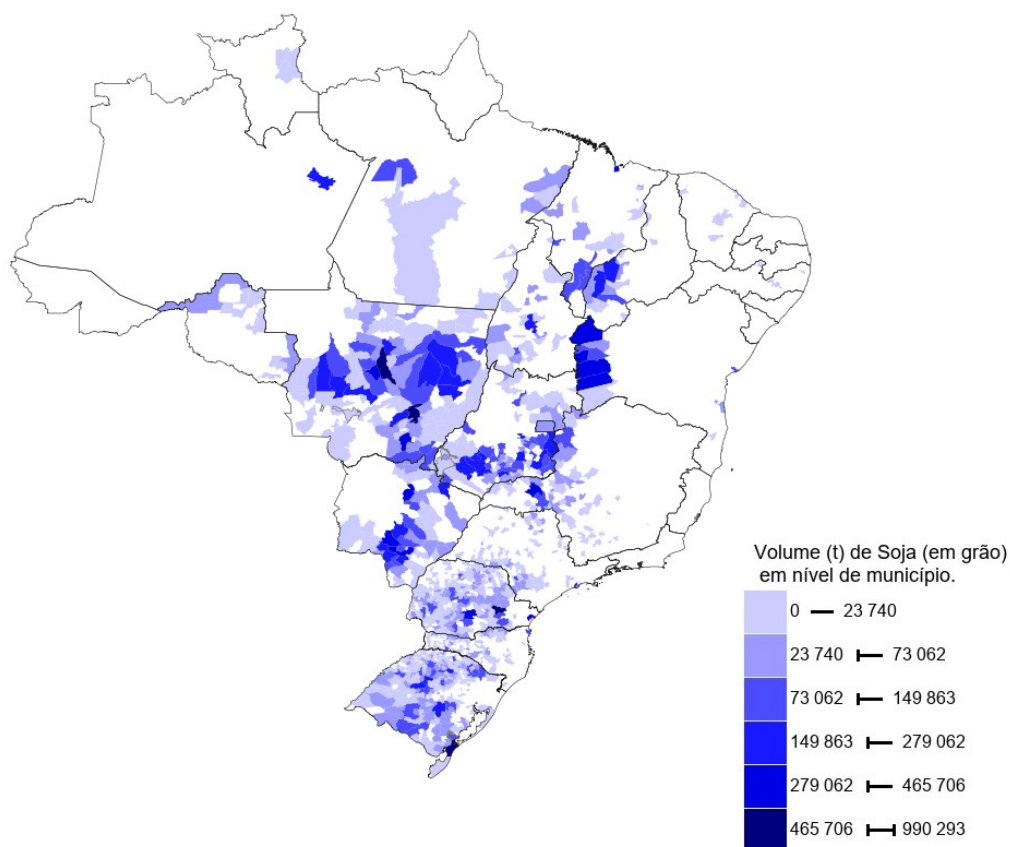 Volume (t) de Soja (em grão)
em nível de município.
0 — 23 740
23 740 ⊢ 73 062
73 062 ⊢ 149 863
149 863 ⊢ 279 062
279 062 ⊢ 465 706
465 706 ⊢⊣ 990 293